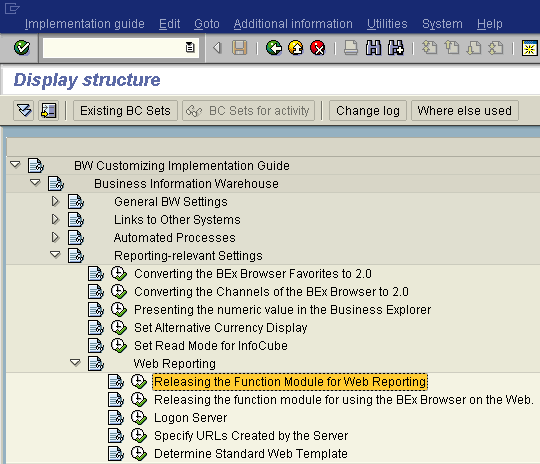 Implementation guide Edit Goto Additional information Utilities System Help
Display structure
Existing BC Sets BC Sets for activity Change log Where else used
BW Customizing Implementation Guide
Business Information Warehouse
General BW Settings
Links to Other Systems
Automated Processes
Reporting-relevant Settings
Converting the BEx Browser Favorites to 2.0
Converting the Channels of the BEx Browser to 2.0
Presenting the numeric value in the Business Explorer
Set Alternative Currency Display
Set Read Mode for InfoCube
Web Reporting
Releasing the Function Module for Web Reporting
Releasing the function module for using the BEx Browser on the Web.
Logon Server
Specify URLs Created by the Server
Determine Standard Web Template